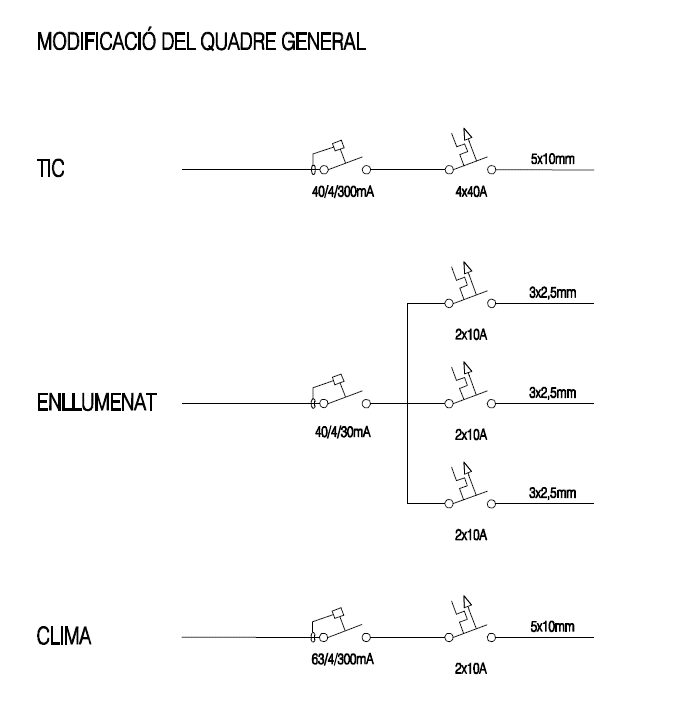 MODIFICACIÓ DEL QUADRE GENERAL
TIC
40/4/300mA
4x40A
5x10mm
3x2,5mm
2x10A
ENLLUMENAT
40/4/30mA
3x2,5mm
2x10A
3x2,5mm
2x10A
CLIMA
63/4/300mA
2x10A
5x10mm